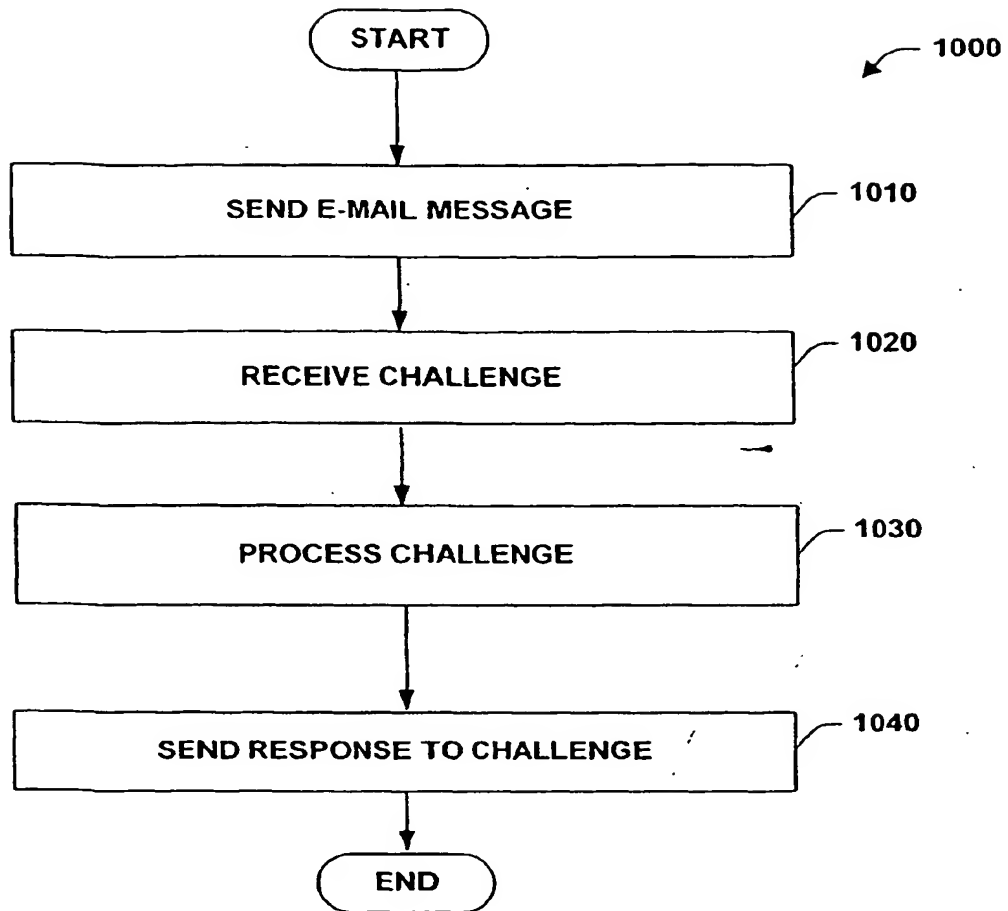 START
1000
SEND E-MAIL MESSAGE
1010
RECEIVE CHALLENGE
1020
PROCESS CHALLENGE
1030
SEND RESPONSE TO CHALLENGE
1040
END